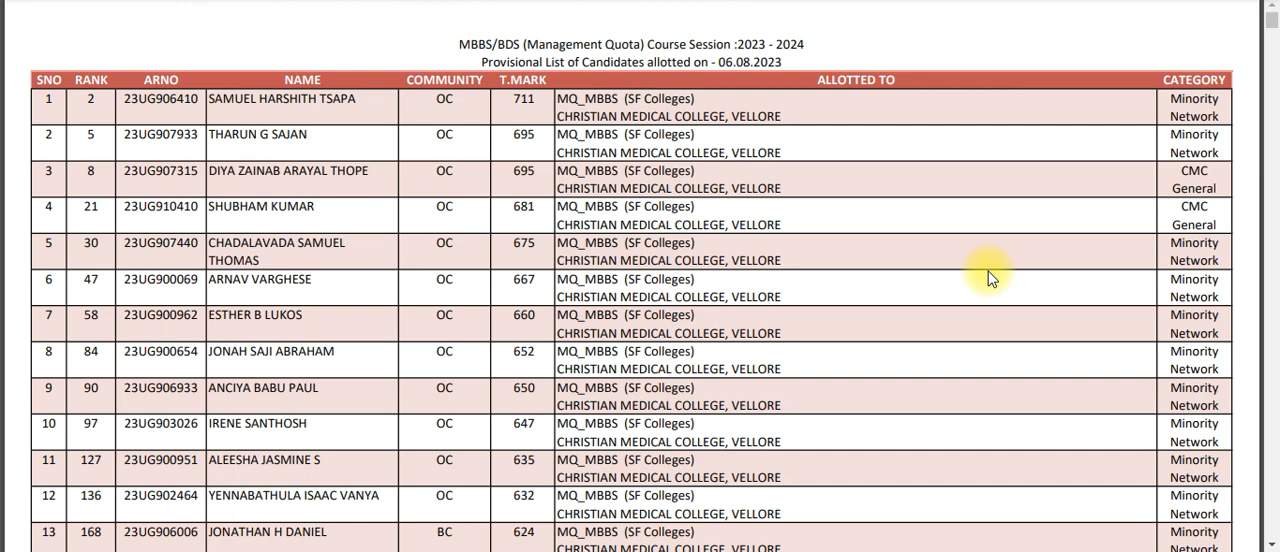 MBBS/BDS (Management Quota) Course Session :2023 - 2024
Provisional List of Candidates allotted on - 06.08.2023
SNO RANK ARNO NAME COMMUNITY T.MARK ALLOTTED TO CATEGORY
1 2 23UG906410 SAMUEL HARSHITH TSAPA OC 711 MQ_MBBS (SF Colleges) Minority
CHRISTIAN MEDICAL COLLEGE, VELLORE Network
2 5 23UG907933 THARUN G SAJAN OC 695 MQ_MBBS (SF Colleges) Minority
CHRISTIAN MEDICAL COLLEGE, VELLORE Network
3 8 23UG907315 DIYA ZAINAB ARAYAL THOPE OC 695 MQ_MBBS (SF Colleges) CMC
CHRISTIAN MEDICAL COLLEGE, VELLORE General
4 21 23UG910410 SHUBHAM KUMAR OC 681 MQ_MBBS (SF Colleges) CMC
CHRISTIAN MEDICAL COLLEGE, VELLORE General
5 30 23UG907440 CHADALAVADA SAMUEL OC 675 MQ_MBBS (SF Colleges) Minority
THOMAS CHRISTIAN MEDICAL COLLEGE, VELLORE Network
6 47 23UG900069 ARNAV VARGHESE OC 667 MQ_MBBS (SF Colleges) Minority
CHRISTIAN MEDICAL COLLEGE, VELLORE Network
7 58 23UG900962 ESTHER B LUKOS OC 660 MQ_MBBS (SF Colleges) Minority
CHRISTIAN MEDICAL COLLEGE, VELLORE Network
8 84 23UG900654 JONAH SAJI ABRAHAM OC 652 MQ_MBBS (SF Colleges) Minority
CHRISTIAN MEDICAL COLLEGE, VELLORE Network
9 90 23UG906933 ANCIYA BABU PAUL OC 650 MQ_MBBS (SF Colleges) Minority
CHRISTIAN MEDICAL COLLEGE, VELLORE Network
10 97 23UG903026 IRENE SANTHOSH OC 647 MQ_MBBS (SF Colleges) Minority
CHRISTIAN MEDICAL COLLEGE, VELLORE Network
11 127 23UG900951 ALEESHA JASMINE S OC 635 MQ_MBBS (SF Colleges) Minority
CHRISTIAN MEDICAL COLLEGE, VELLORE Network
12 136 23UG902464 YENNABATHULA ISAAC VANYA OC 632 MQ_MBBS (SF Colleges) Minority
CHRISTIAN MEDICAL COLLEGE, VELLORE Network
13 168 23UG906006 JONATHAN H DANIEL BC 624 MQ_MBBS (SF Colleges) Minority
CHRISTIAN MEDICAL COLLEGE, VELLORE Network